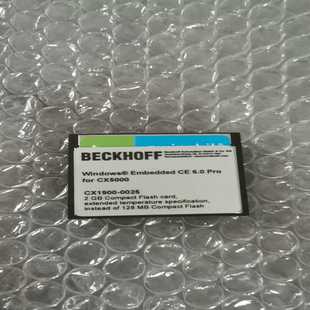 BECKHOFF
Windows® Embedded CE 6.0 Pro
for CX5000
CX1900-0025
2 GB Compact Flash card,
extended temperature specification,
instead of 128 MB Compact Flash